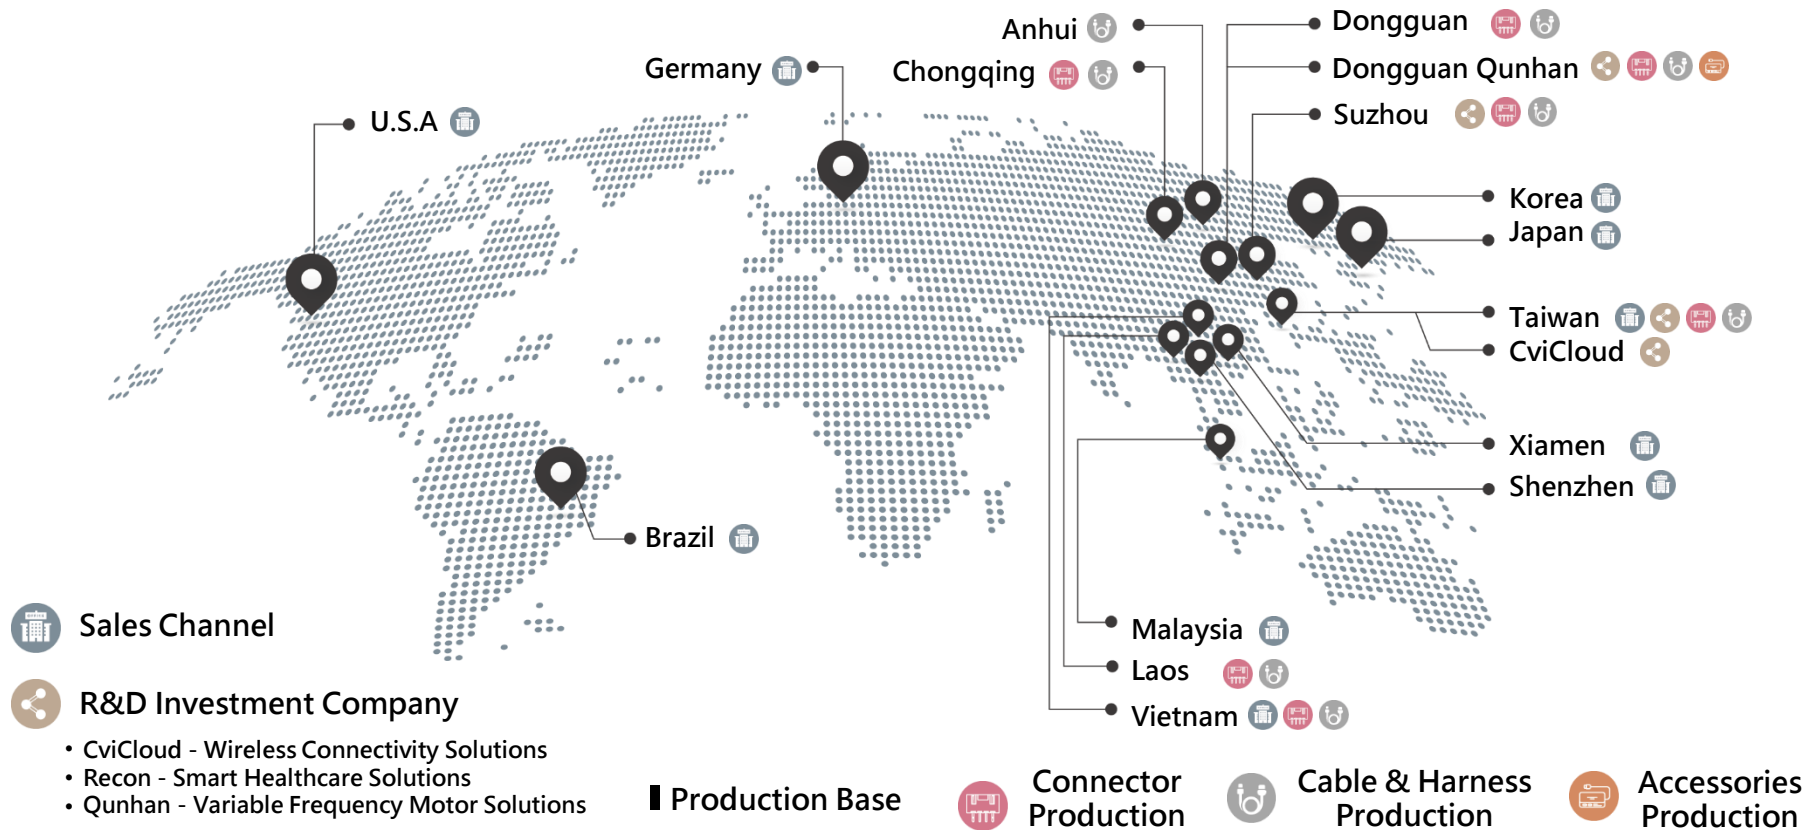 Anhui
Dongguan
Germany
Chongqing
Dongguan Qunhan
U.S.A
Suzhou
Korea
Japan
Taiwan
CviCloud
Xiamen
Shenzhen
Brazil
Malaysia
Laos
Vietnam
Sales Channel
R&D Investment Company
• CviCloud - Wireless Connectivity Solutions
• Recon - Smart Healthcare Solutions
• Qunhan - Variable Frequency Motor Solutions
Production Base
Connector
Production
Cable & Harness
Production
Accessories
Production